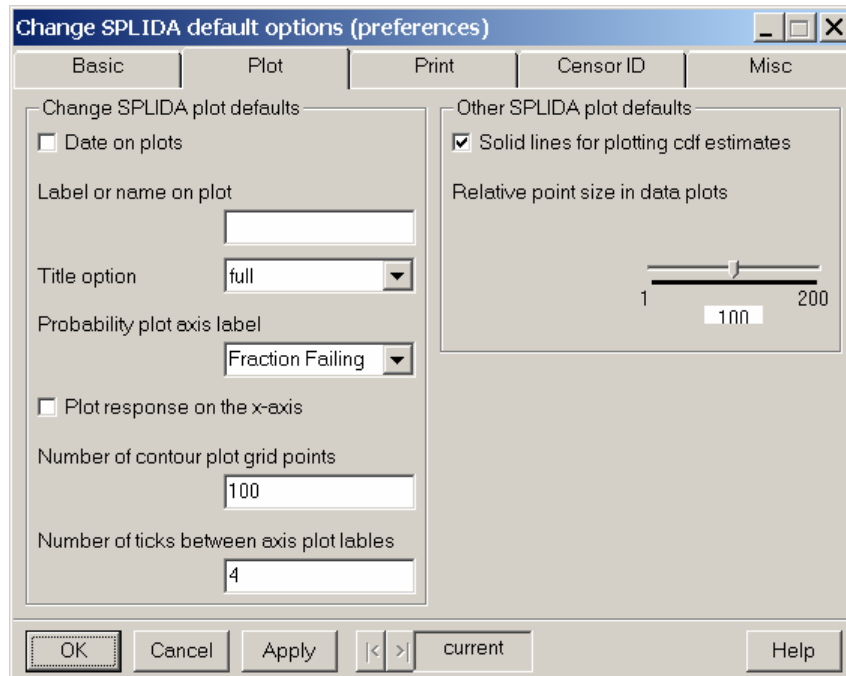 Change SPLIDA default options (preferences)
Basic
Plot
Print
Censor ID
Misc
Change SPLIDA plot defaults
Date on plots
Label or name on plot
Title option
full
Probability plot axis label
Fraction Failing
Plot response on the x-axis
Number of contour plot grid points
100
Number of ticks between axis plot lables
4
Other SPLIDA plot defaults
Solid lines for plotting cdf estimates
Relative point size in data plots
1
200
100
OK
Cancel
Apply
|<
>|
current
Help